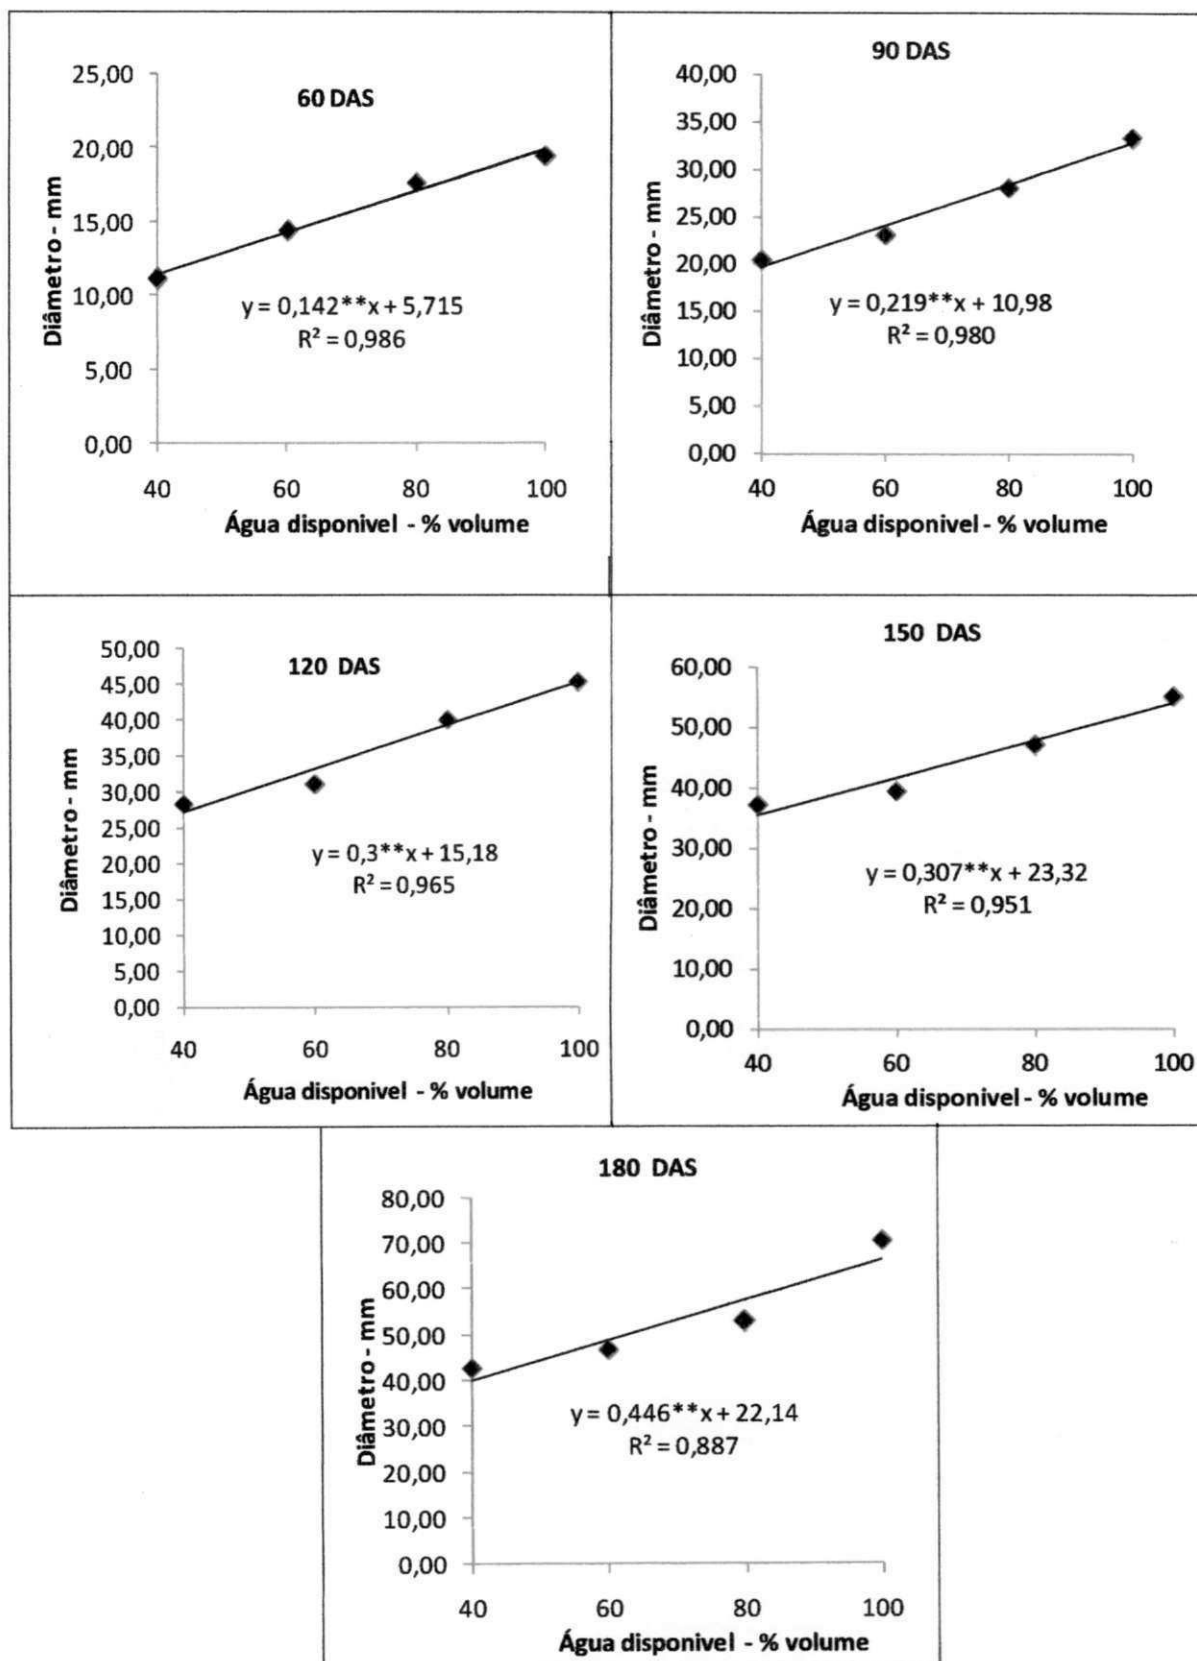 60 DAS
25,00
20,00
15,00
10,00
5,00
0,00
Diâmetro - mm
y = 0,142**x + 5,715
R² = 0,986
40 60 80 100
Água disponivel - % volume
90 DAS
40,00
35,00
30,00
25,00
20,00
15,00
10,00
5,00
0,00
Diâmetro - mm
y = 0,219**x + 10,98
R² = 0,980
40 60 80 100
Água disponivel - % volume
120 DAS
50,00
45,00
40,00
35,00
30,00
25,00
20,00
15,00
10,00
5,00
0,00
Diâmetro - mm
y = 0,3**x + 15,18
R² = 0,965
40 60 80 100
Água disponivel - % volume
150 DAS
60,00
50,00
40,00
30,00
20,00
10,00
0,00
Diâmetro - mm
y = 0,307**x + 23,32
R² = 0,951
40 60 80 100
Água disponivel - % volume
180 DAS
80,00
70,00
60,00
50,00
40,00
30,00
20,00
10,00
0,00
Diâmetro - mm
y = 0,446**x + 22,14
R² = 0,887
40 60 80 100
Água disponivel - % volume